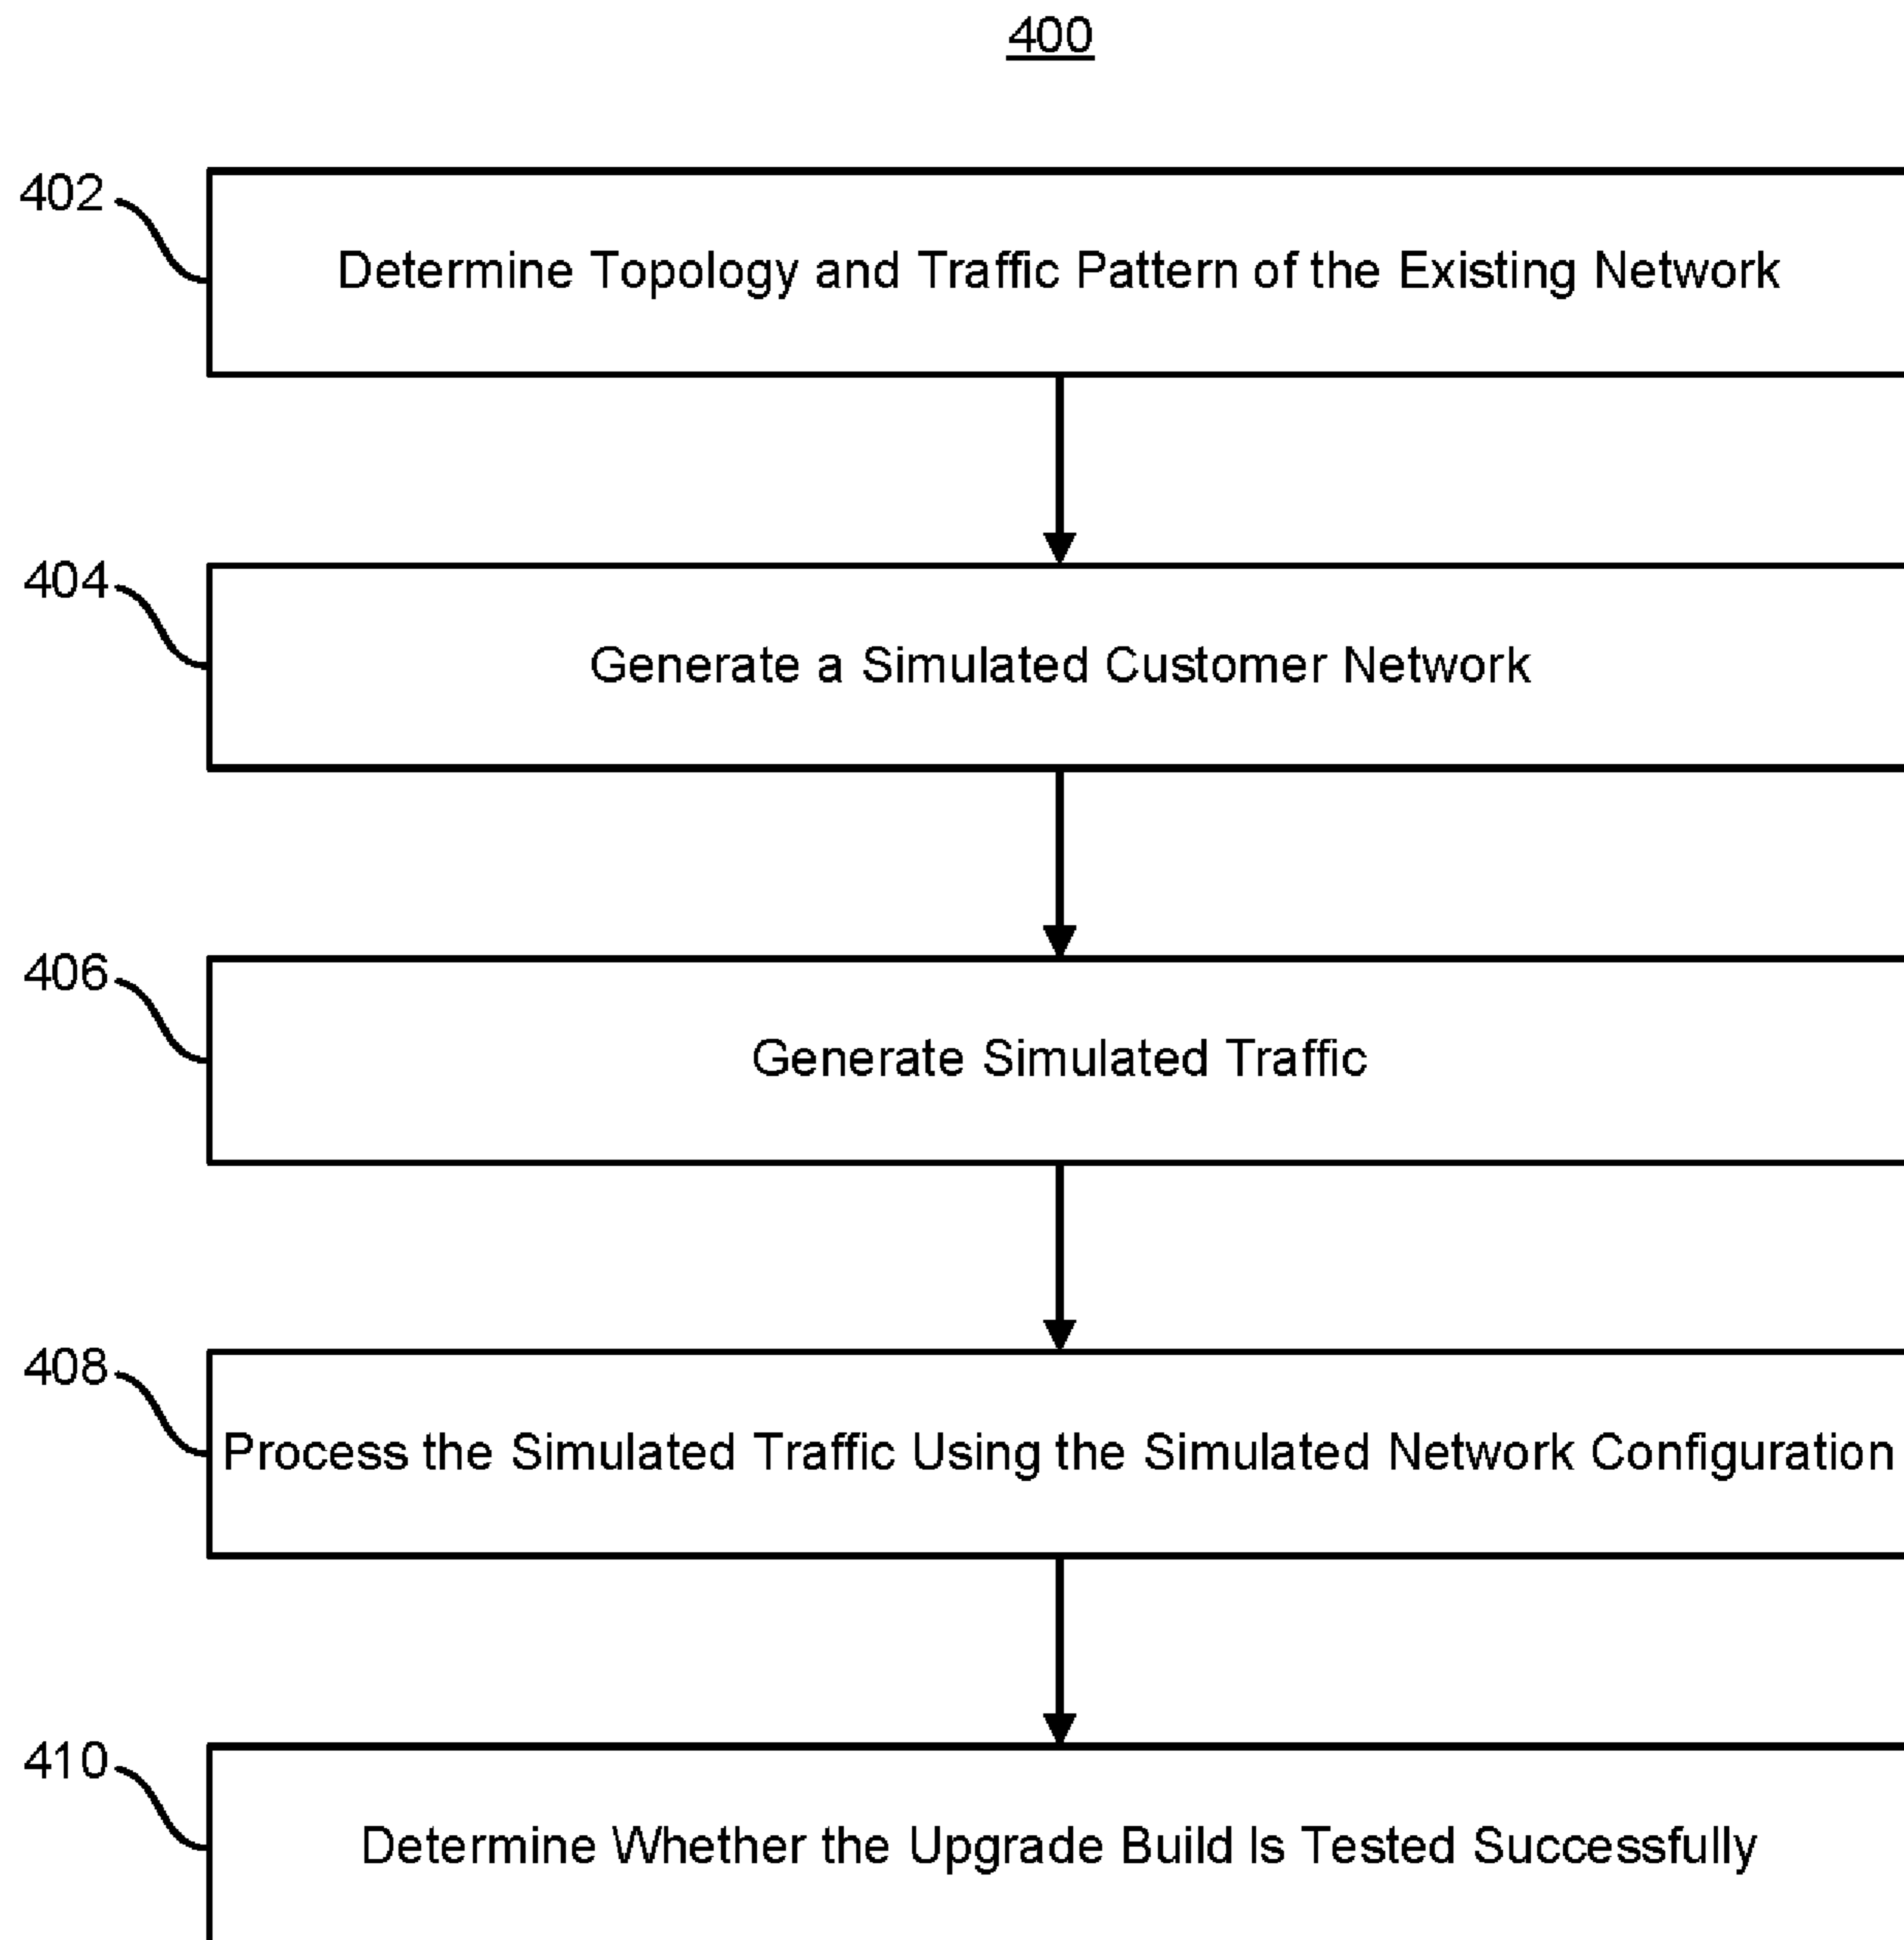 400
402
Determine Topology and Traffic Pattern of the Existing Network
404
Generate a Simulated Customer Network
406
Generate Simulated Traffic
408
Process the Simulated Traffic Using the Simulated Network Configuration
410
Determine Whether the Upgrade Build Is Tested Successfully